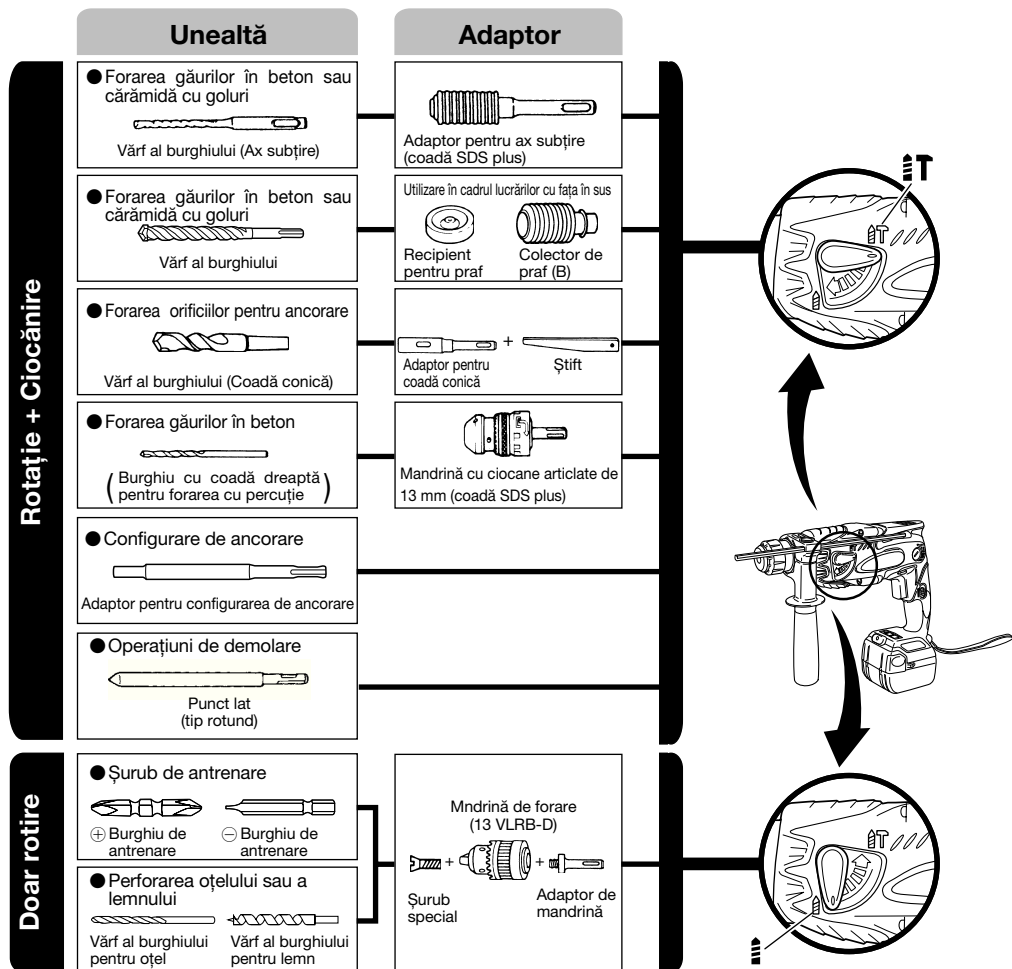 Unealtă
Adaptor
Rotație + Ciocănire
● Forarea găurilor în beton sau
cărămidă cu goluri
Vârf al burghiului (Ax subțire)
Adaptor pentru ax subțire
(coadă SDS plus)
● Forarea găurilor în beton sau
cărămidă cu goluri
Vârf al burghiului
Utilizare în cadrul lucrărilor cu fața în sus
Recipient
pentru praf
Colector de
praf (B)
● Forarea orificiilor pentru ancorare
Vârf al burghiului (Coadă conică)
+
Adaptor pentru
coadă conică
Știft
● Forarea găurilor în beton
( Burghiu cu coadă dreaptă
pentru forarea cu percuție )
Mandrină cu ciocane articlate de
13 mm (coadă SDS plus)
● Configurare de ancorare
Adaptor pentru configurarea de ancorare
● Operațiuni de demolare
Punct lat
(tip rotund)
Doar rotire
● Șurub de antrenare
⊕ Burghiu de
antrenare
⊖ Burghiu de
antrenare
● Perforarea oțelului sau a
lemnului
Vârf al burghiului
pentru oțel
Vârf al burghiului
pentru lemn
Mndrină de forare
(13 VLRB-D)
+ +
Șurub
special
Adaptor de
mandrină